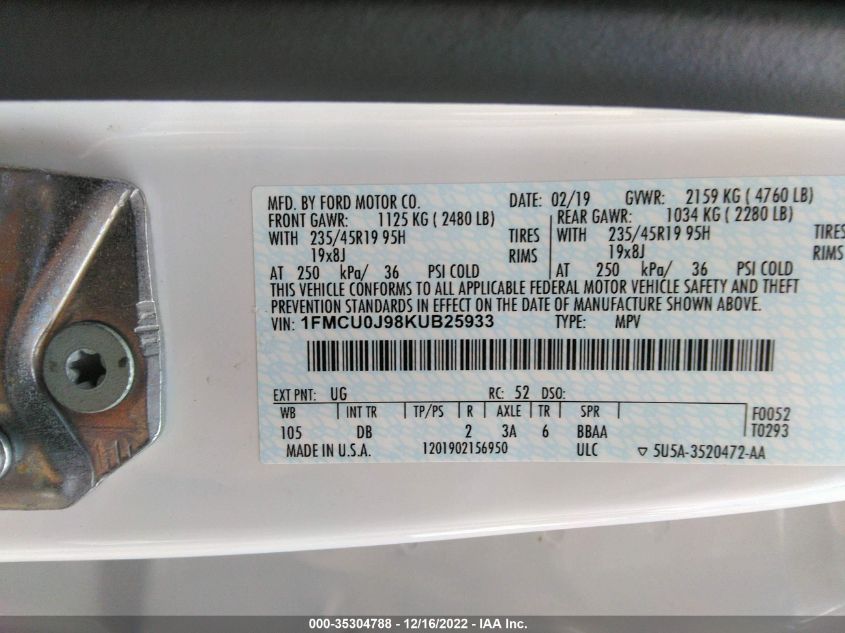 MFD. BY FORD MOTOR CO. DATE: 02/19 GVWR: 2159 KG ( 4760 LB)
FRONT GAWR: 1125 KG ( 2480 LB) REAR GAWR: 1034 KG ( 2280 LB)
WITH 235/45R19 95H TIRES WITH 235/45R19 95H TIRES
19x8J RIMS 19x8J RIMS
AT 250 kPa/ 36 PSI COLD AT 250 kPa/ 36 PSI COLD
THIS VEHICLE CONFORMS TO ALL APPLICABLE FEDERAL MOTOR VEHICLE SAFETY AND THEFT
PREVENTION STANDARDS IN EFFECT ON THE DATE OF MANUFACTURE SHOWN ABOVE.
VIN: 1FMCU0J98KUB25933 TYPE: MPV
EXT PNT: UG RC: 52 DSO:
WB INT TR TP/PS R AXLE TR SPR F0052
105 DB 2 3A 6 BBAA T0293
MADE IN U.S.A. 1201902156950 ULC ▽ 5U5A-3520472-AA
000-35304788 - 12/16/2022 - IAA Inc.